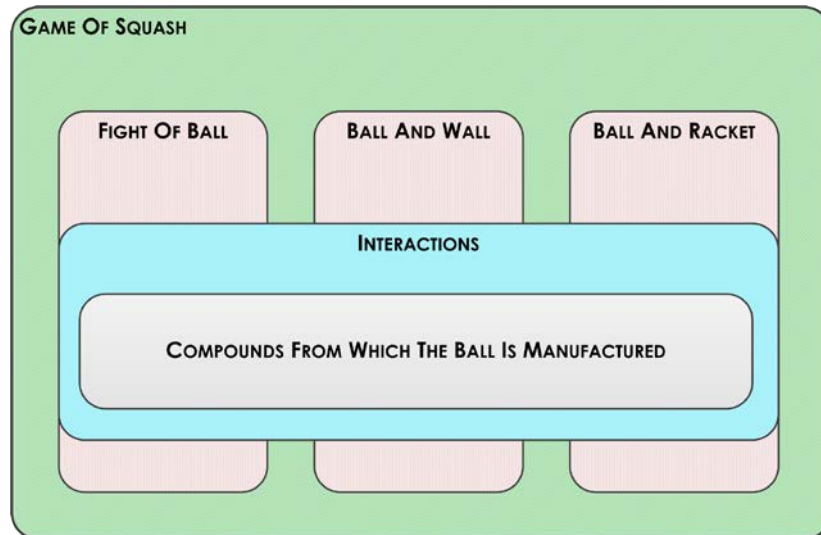 GAME OF SQUASH
FIGHT OF BALL
BALL AND WALL
BALL AND RACKET
INTERACTIONS
COMPOUNDS FROM WHICH THE BALL IS MANUFACTURED